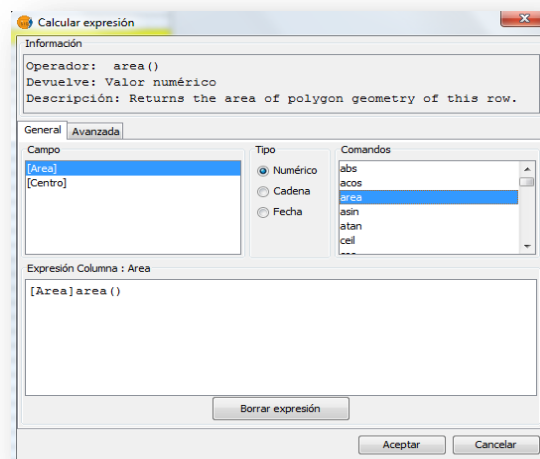 Calcular expresión
Información
Operador: area()
Devuelve: Valor numérico
Descripción: Returns the area of polygon geometry of this row.
General Avanzada
Campo
[Area]
[Centro]
Tipo
Numérico
Cadena
Fecha
Comandos
abs
acos
area
asin
atan
ceil
Expresión Columna : Area
[Area]area()
Borrar expresión
Aceptar Cancelar